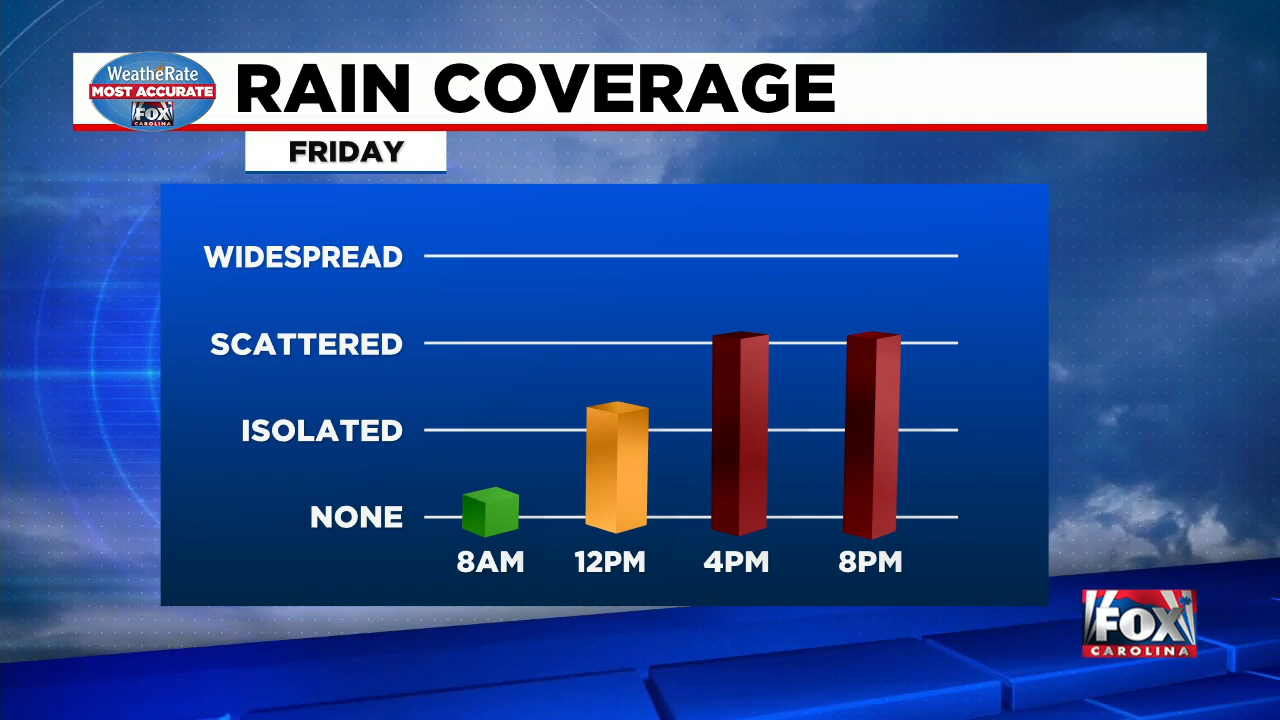 WeatheRate
MOST ACCURATE
FOX
CAROLINA
RAIN COVERAGE
FRIDAY
WIDESPREAD
SCATTERED
ISOLATED
NONE
8AM 12PM 4PM 8PM
FOX
CAROLINA